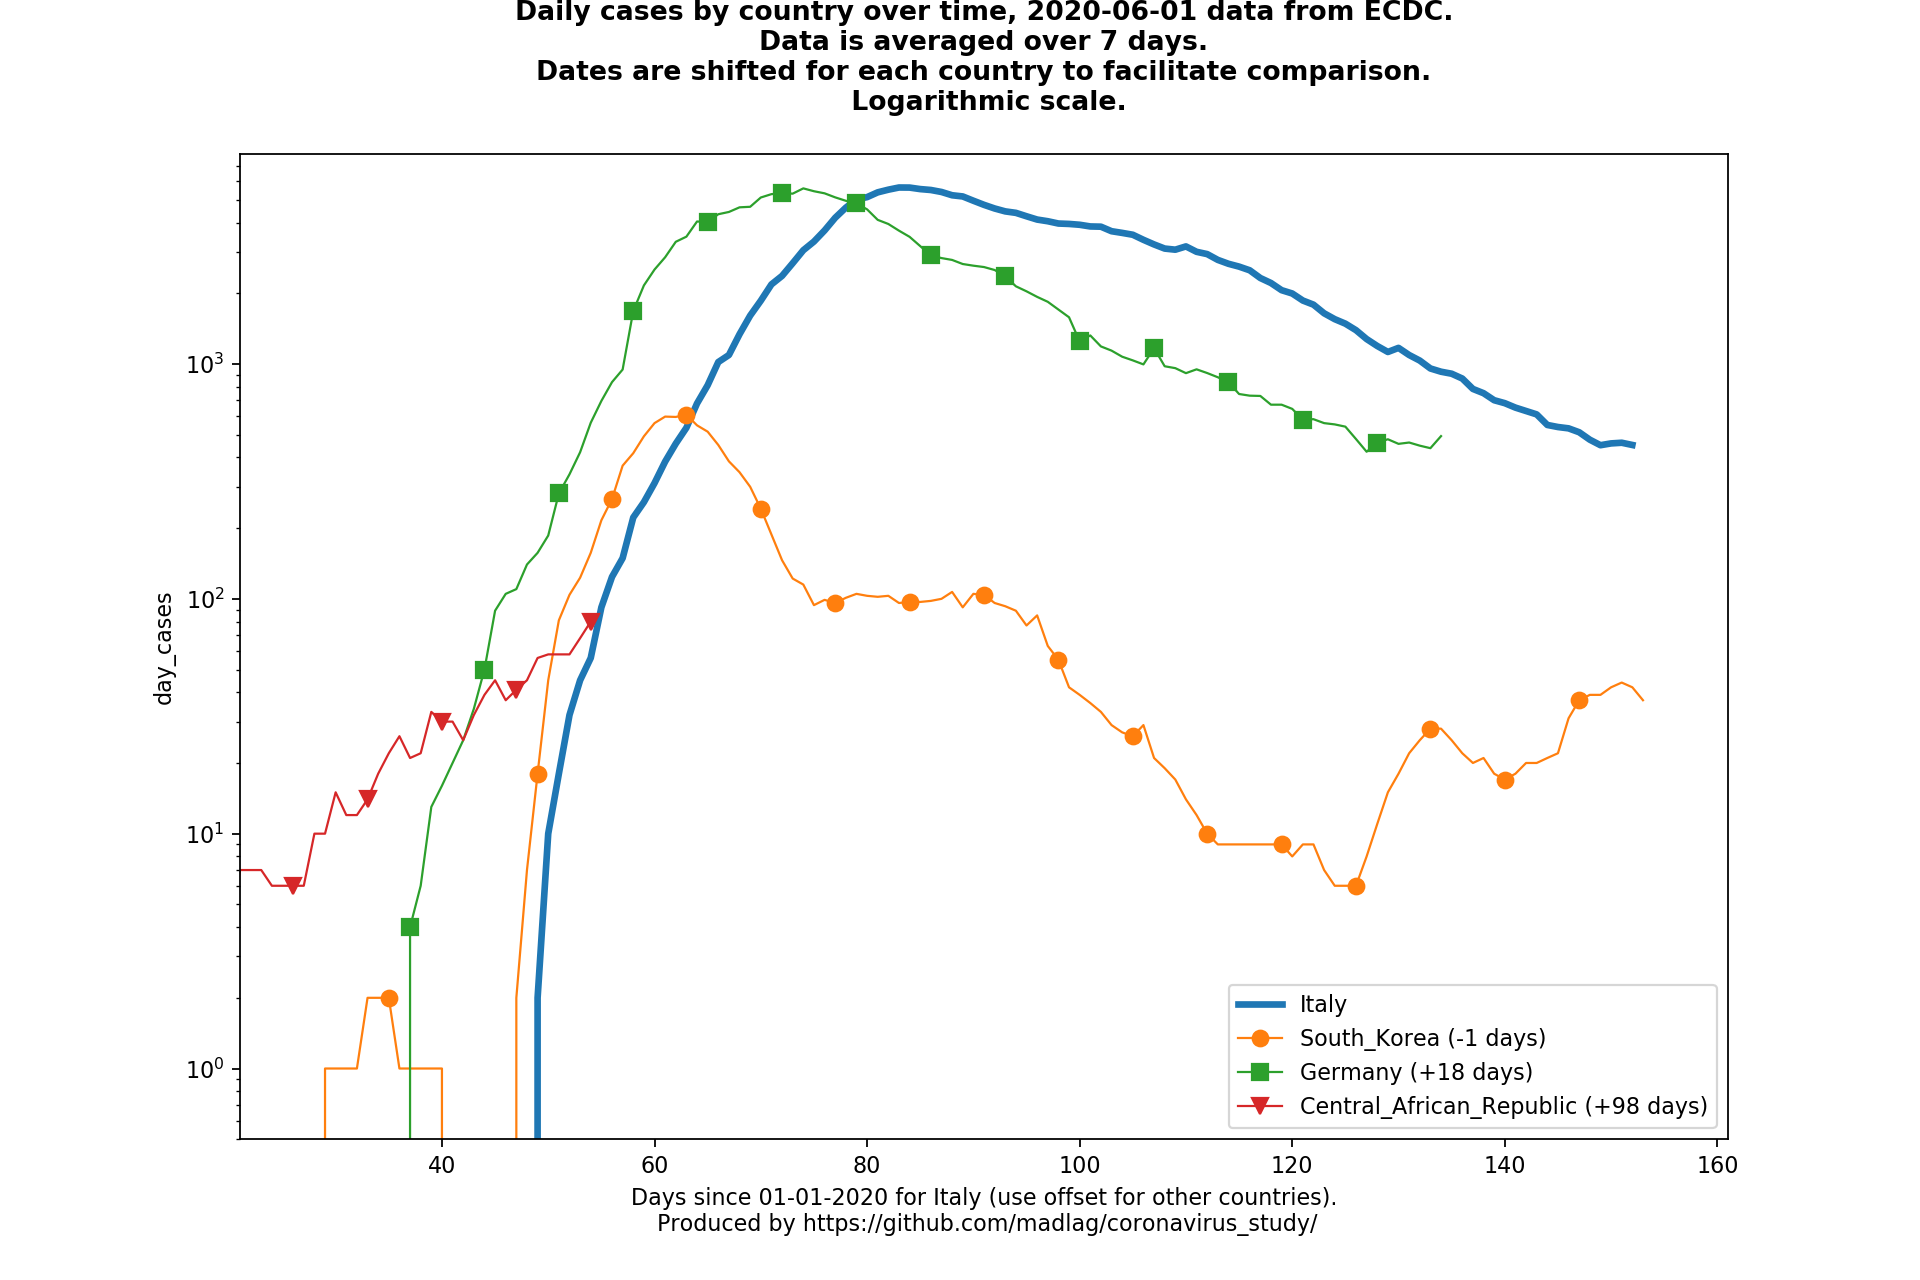 Daily cases by country over time, 2020-06-01 data from ECDC.
Data is averaged over 7 days.
Dates are shifted for each country to facilitate comparison.
Logarithmic scale.
day_cases
10³
10²
10¹
10⁰
40
60
80
100
120
140
160
Italy
South_Korea (-1 days)
Germany (+18 days)
Central_African_Republic (+98 days)
Days since 01-01-2020 for Italy (use offset for other countries).
Produced by https://github.com/madlag/coronavirus_study/